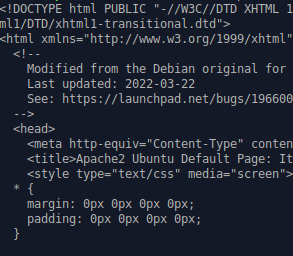 <!DOCTYPE html PUBLIC "-//W3C//DTD XHTML 1
ml1/DTD/xhtml1-transitional.dtd">
<html xmlns="http://www.w3.org/1999/xhtml"
<!--
Modified from the Debian original for
Last updated: 2022-03-22
See: https://launchpad.net/bugs/196600
-->
<head>
<meta http-equiv="Content-Type" conten
<title>Apache2 Ubuntu Default Page: It
<style type="text/css" media="screen">
* {
margin: 0px 0px 0px 0px;
padding: 0px 0px 0px 0px;
}